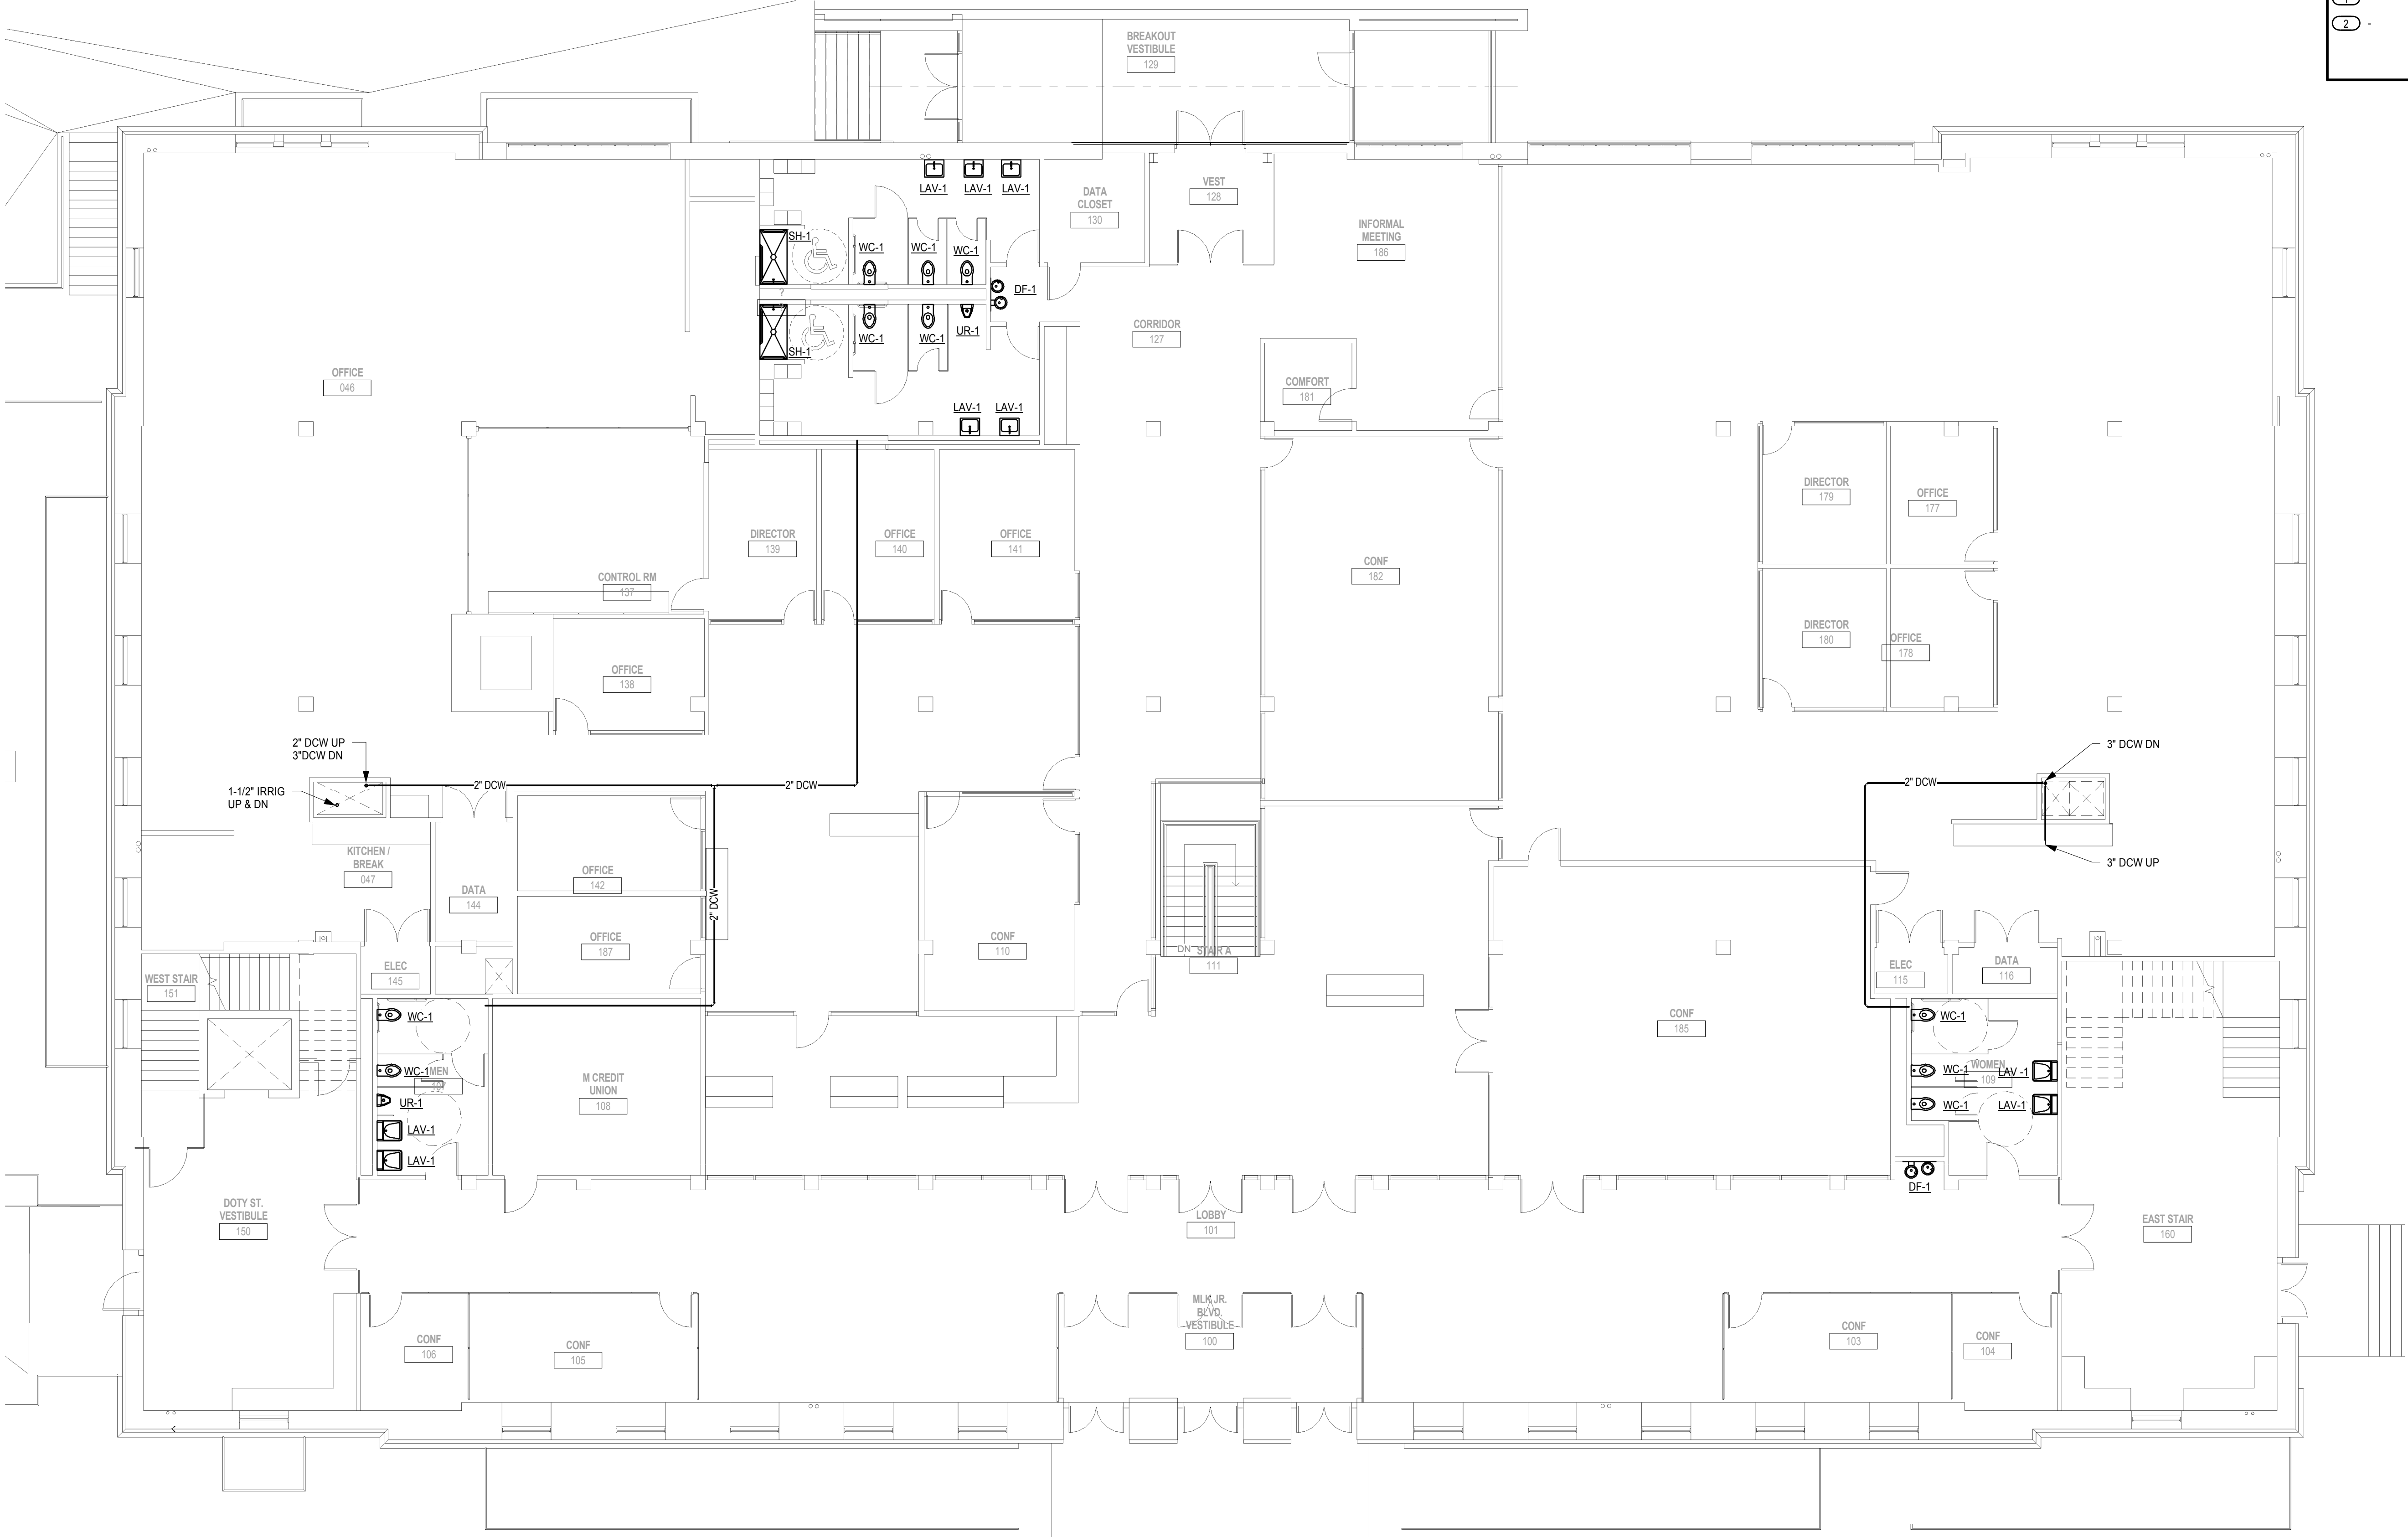 2 -
BREAKOUT
VESTIBULE
129
LAV-1
LAV-1
LAV-1
DATA
CLOSET
130
VEST
128
INFORMAL
MEETING
186
SH-1
WC-1
WC-1
WC-1
DF-1
?
SH-1
WC-1
WC-1
UR-1
CORRIDOR
127
OFFICE
046
COMFORT
181
LAV-1
LAV-1
DIRECTOR
139
OFFICE
140
OFFICE
141
CONTROL RM
137
CONF
182
DIRECTOR
179
OFFICE
177
OFFICE
138
DIRECTOR
180
OFFICE
178
2" DCW UP
3"DCW DN
1-1/2" IRRIG
UP & DN
2" DCW
2" DCW
2" DCW
3" DCW DN
2" DCW
3" DCW UP
KITCHEN /
BREAK
047
DATA
144
OFFICE
142
OFFICE
187
CONF
110
DN
STAIR A
111
ELEC
145
WEST STAIR
151
ELEC
115
DATA
116
WC-1
WC-1
MEN
107
UR-1
LAV-1
LAV-1
M CREDIT
UNION
108
CONF
185
WC-1
WC-1
WOMEN
109
LAV -1
WC-1
LAV-1
DF-1
DOTY ST.
VESTIBULE
150
LOBBY
101
EAST STAIR
160
CONF
106
CONF
105
MLK JR.
BLVD.
VESTIBULE
100
CONF
103
CONF
104